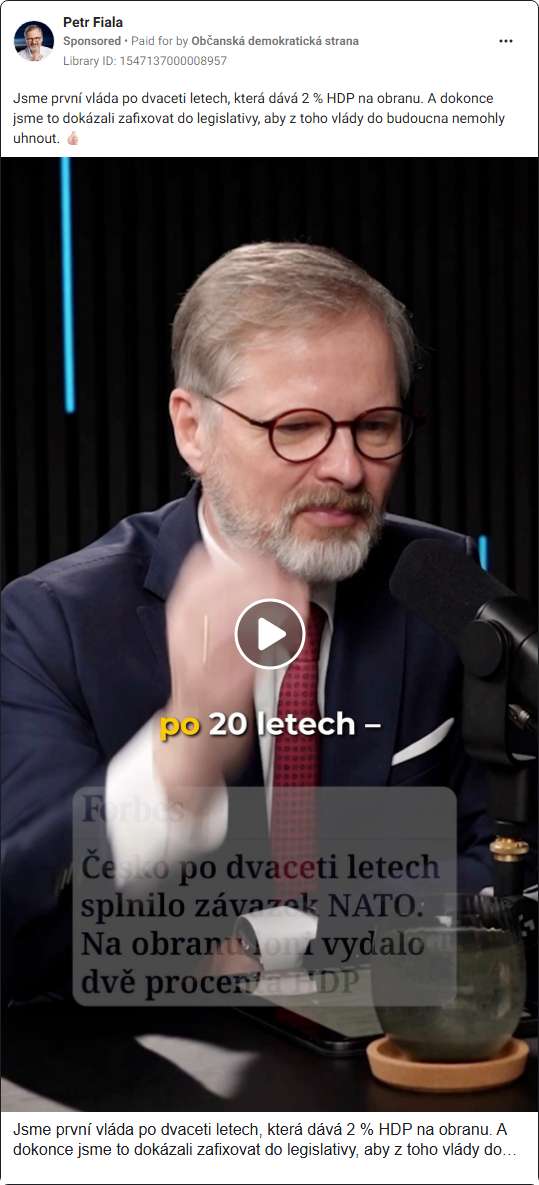 Petr Fiala
Sponsored • Paid for by Občanská demokratická strana
Library ID: 1547137000008957
Jsme první vláda po dvaceti letech, která dává 2 % HDP na obranu. A dokonce
jsme to dokázali zafixovat do legislativy, aby z toho vlády do budoucna nemohly
uhnout. 👍🏻
po 20 letech –
Forbes
Česko po dvaceti letech
splnilo závazek NATO.
Na obranu loni vydalo
dvě procenta HDP
Jsme první vláda po dvaceti letech, která dává 2 % HDP na obranu. A
dokonce jsme to dokázali zafixovat do legislativy, aby z toho vlády do…